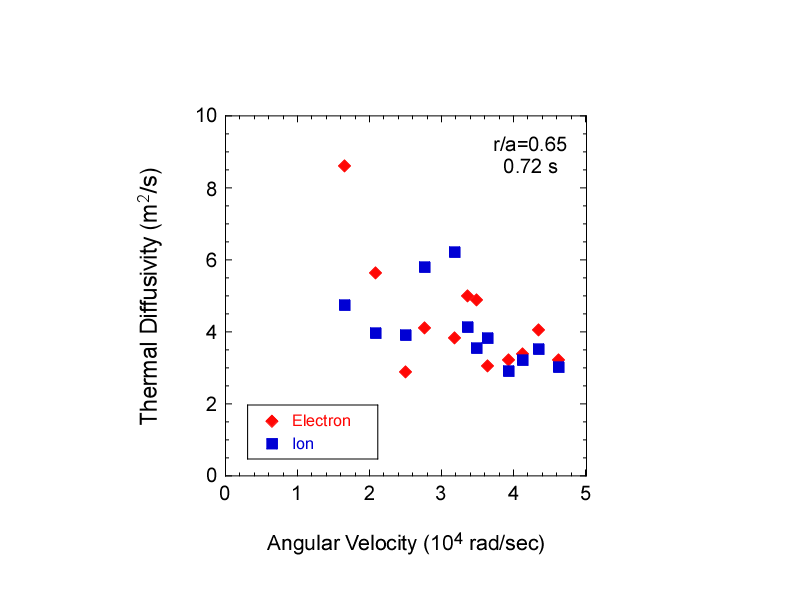 10
8
6
4
2
0
0 1 2 3 4 5
Thermal Diffusivity (m²/s)
Angular Velocity (10⁴ rad/sec)
r/a=0.65
0.72 s
Electron
Ion